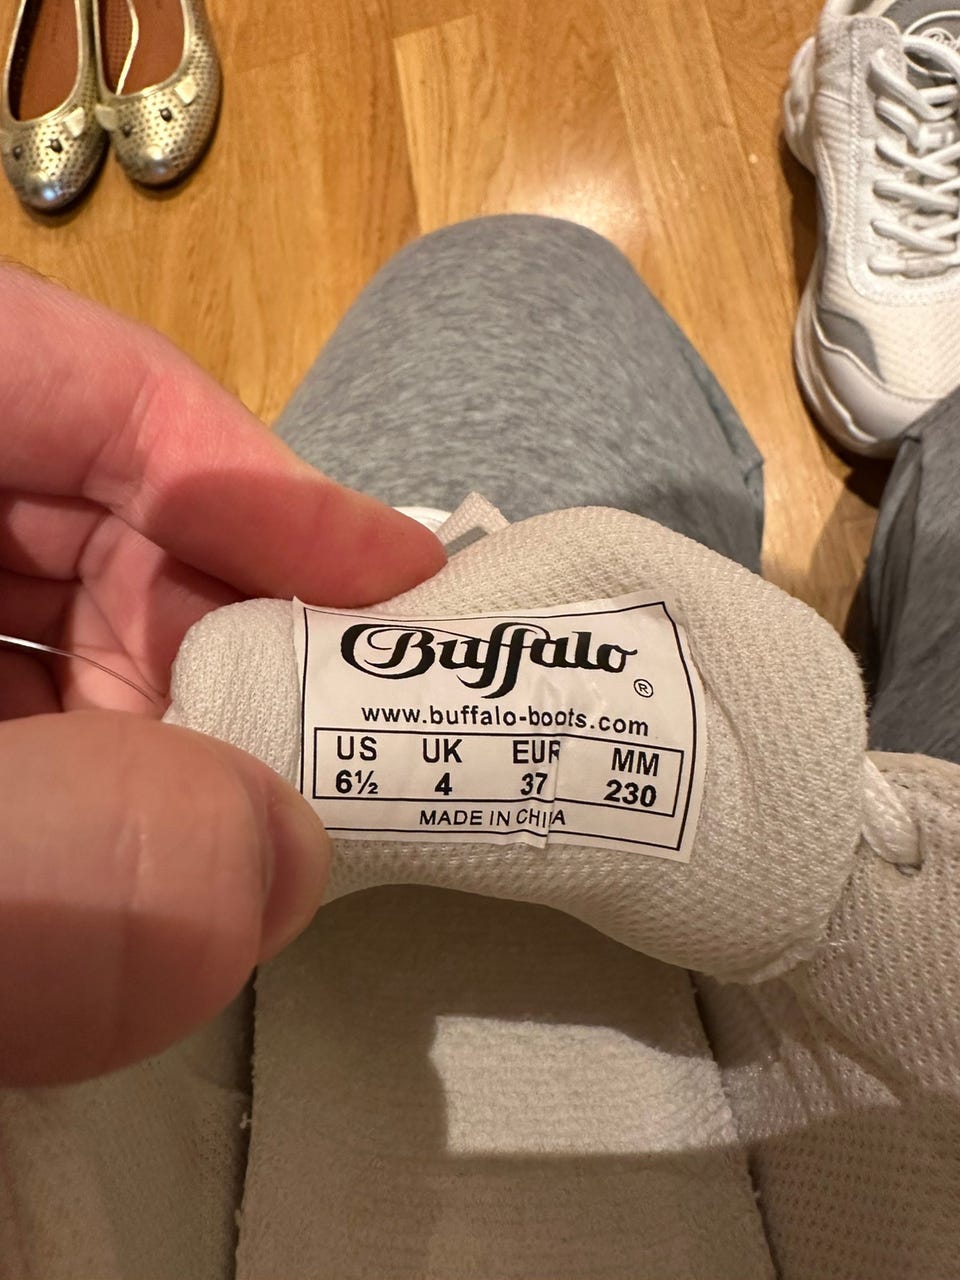 Buffalo
®
www.buffalo-boots.com
US UK EUR MM
6½ 4 37 230
MADE IN CHINA